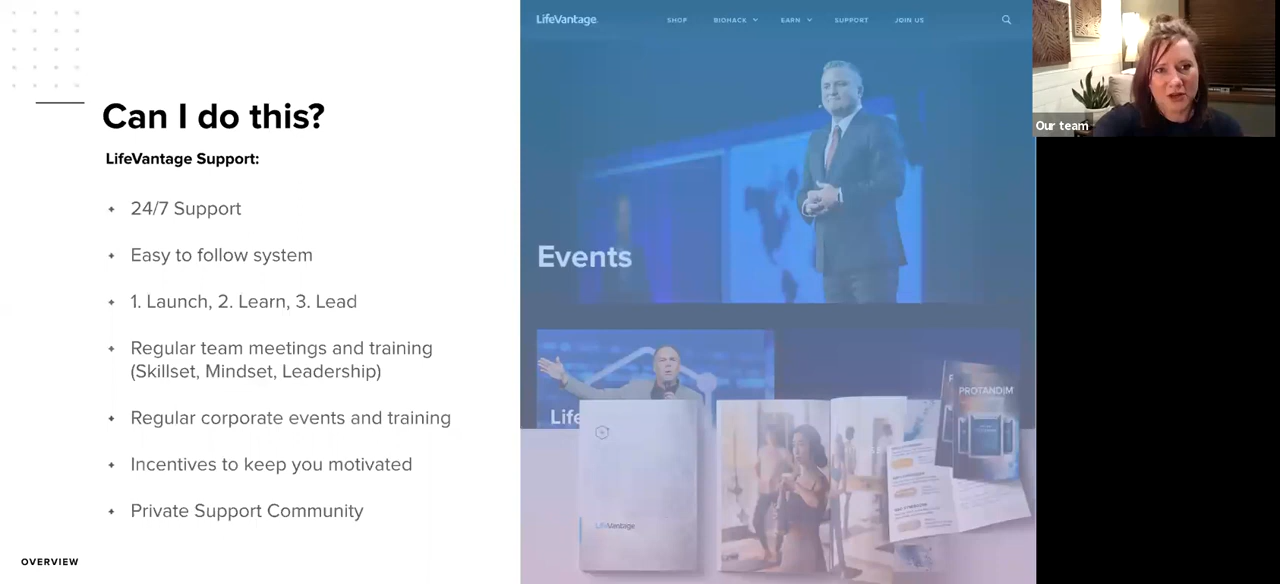 Can I do this?
LifeVantage Support:
24/7 Support
Easy to follow system
1. Launch, 2. Learn, 3. Lead
Regular team meetings and training
(Skillset, Mindset, Leadership)
Regular corporate events and training
Incentives to keep you motivated
Private Support Community
OVERVIEW
LifeVantage
SHOP
BIOHACK
EARN
SUPPORT
JOIN US
Events
Life
LifeVantage
PROTANDIM
Our team